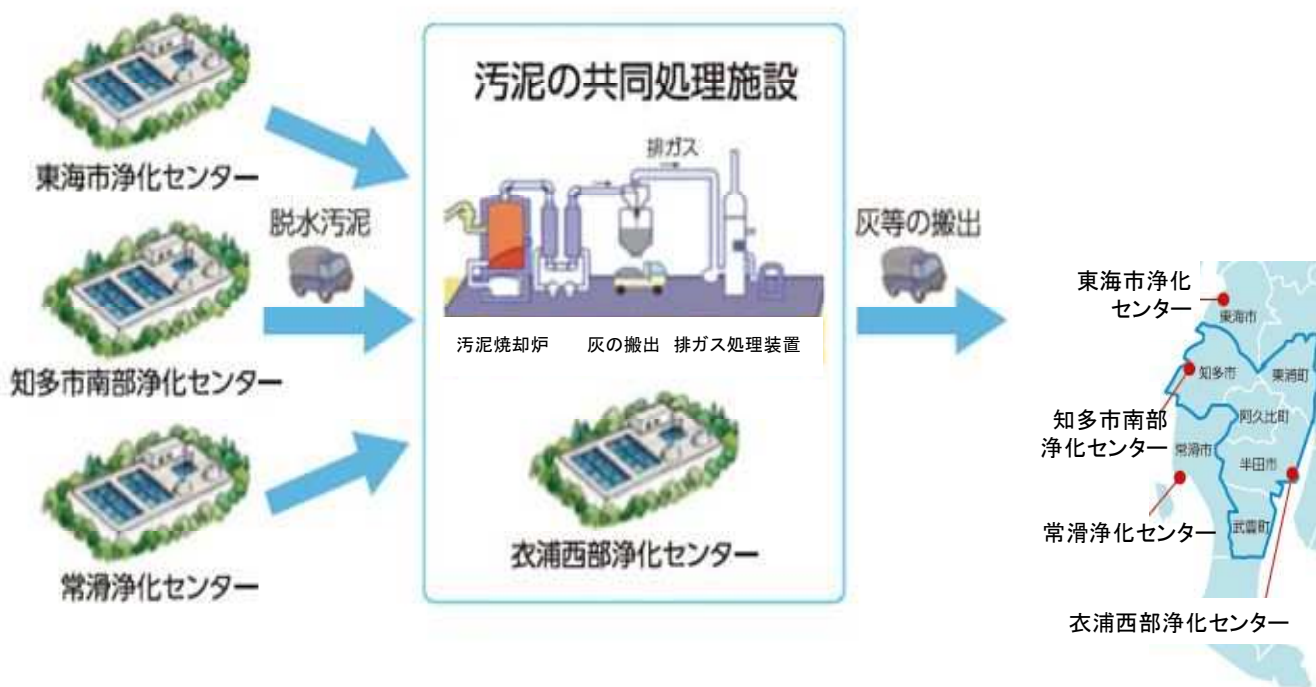 東海市浄化センター
脱水汚泥
知多市南部浄化センター
常滑浄化センター
汚泥の共同処理施設
排ガス
汚泥焼却炉
灰の搬出
排ガス処理装置
衣浦西部浄化センター
灰等の搬出
東海市浄化
センター
東海市
知多市
東浦町
阿久比町
知多市南部
浄化センター
常滑市
半田市
常滑浄化センター
武豊町
衣浦西部浄化センター